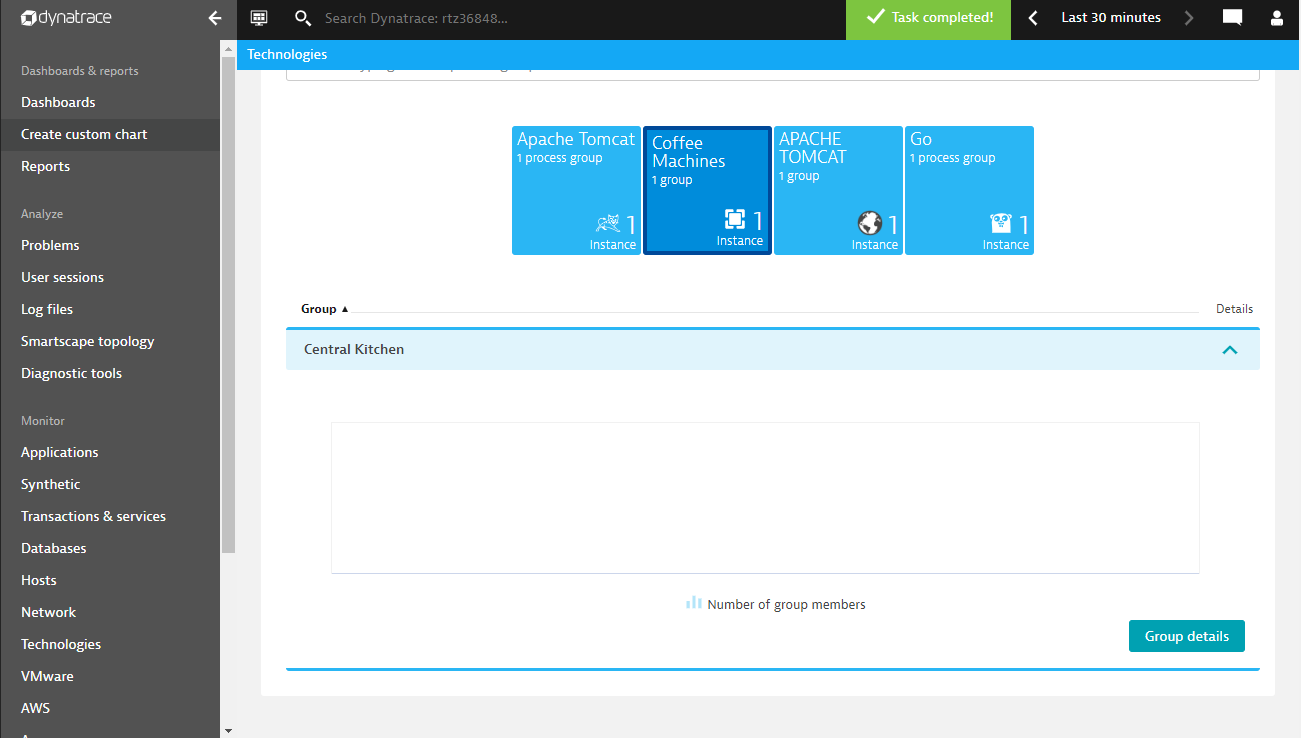 dynatrace
Search Dynatrace: rtz36848...
Task completed!
Last 30 minutes
Technologies
Dashboards & reports
Dashboards
Create custom chart
Reports
Analyze
Problems
User sessions
Log files
Smartscape topology
Diagnostic tools
Monitor
Applications
Synthetic
Transactions & services
Databases
Hosts
Network
Technologies
VMware
AWS
Apache Tomcat
1 process group
1
Instance
Coffee
Machines
1 group
1
Instance
APACHE
TOMCAT
1 group
1
Instance
Go
1 process group
1
Instance
Group ▲
Details
Central Kitchen
Number of group members
Group details